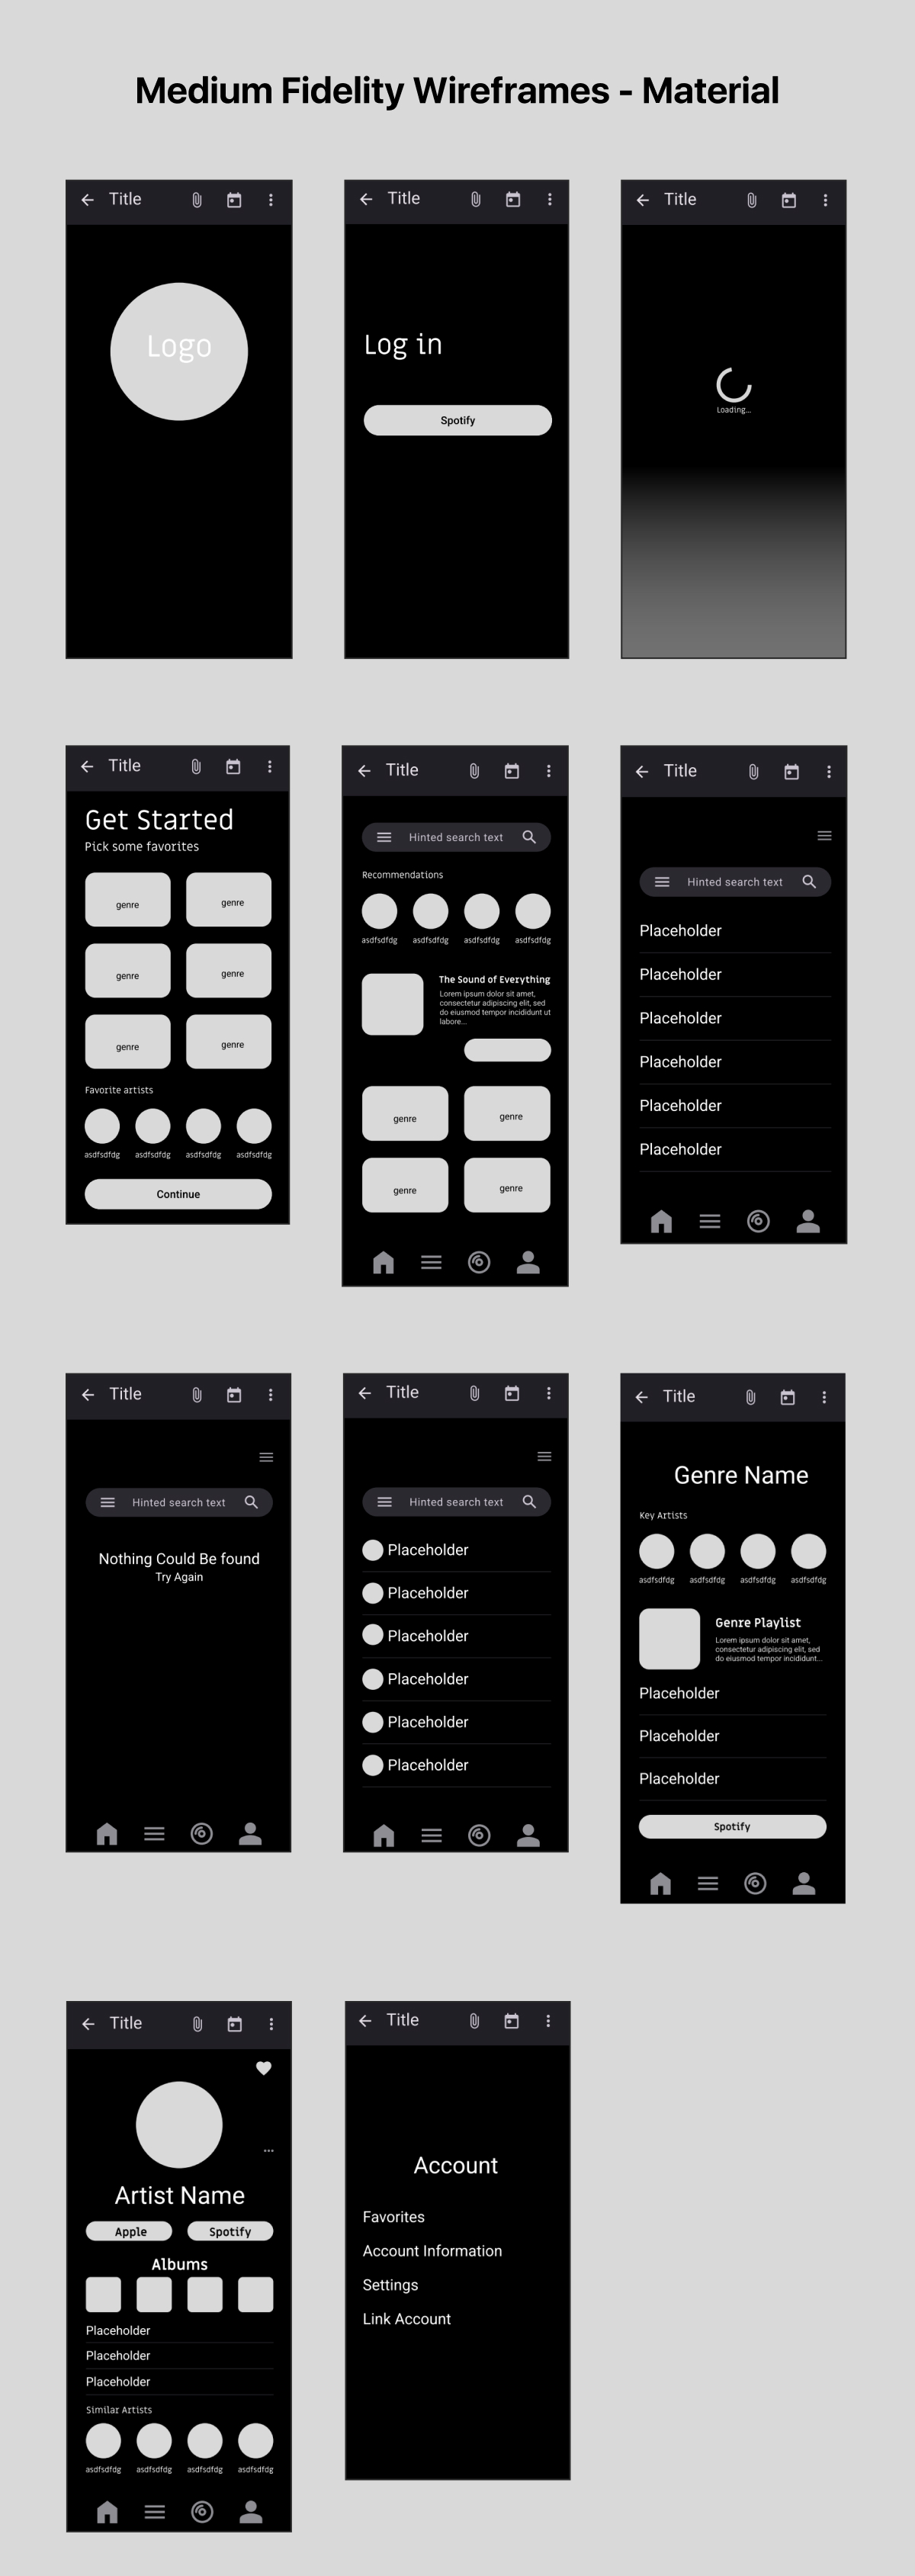 Medium Fidelity Wireframes - Material
Title
Logo
Title
Log in
Spotify
Title
Loading...
Title
Get Started
Pick some favorites
genre
genre
genre
genre
genre
genre
Favorite artists
asdfsdfdg asdfsdfdg asdfsdfdg asdfsdfdg
Continue
Title
Hinted search text
Recommendations
asdfsdfdg asdfsdfdg asdfsdfdg asdfsdfdg
The Sound of Everything
Lorem ipsum dolor sit amet,
consectetur adipiscing elit, sed
do eiusmod tempor incididunt ut
labore...
genre
genre
genre
genre
Title
Hinted search text
Placeholder
Placeholder
Placeholder
Placeholder
Placeholder
Placeholder
Title
Hinted search text
Nothing Could Be found
Try Again
Title
Hinted search text
Placeholder
Placeholder
Placeholder
Placeholder
Placeholder
Placeholder
Title
Genre Name
Key Artists
asdfsdfdg asdfsdfdg asdfsdfdg asdfsdfdg
Genre Playlist
Lorem ipsum dolor sit amet,
consectetur adipiscing elit, sed
do eiusmod tempor incididunt...
Placeholder
Placeholder
Placeholder
Spotify
Title
Artist Name
Apple
Spotify
Albums
Placeholder
Placeholder
Placeholder
Similar Artists
asdfsdfdg asdfsdfdg asdfsdfdg asdfsdfdg
Title
Account
Favorites
Account Information
Settings
Link Account